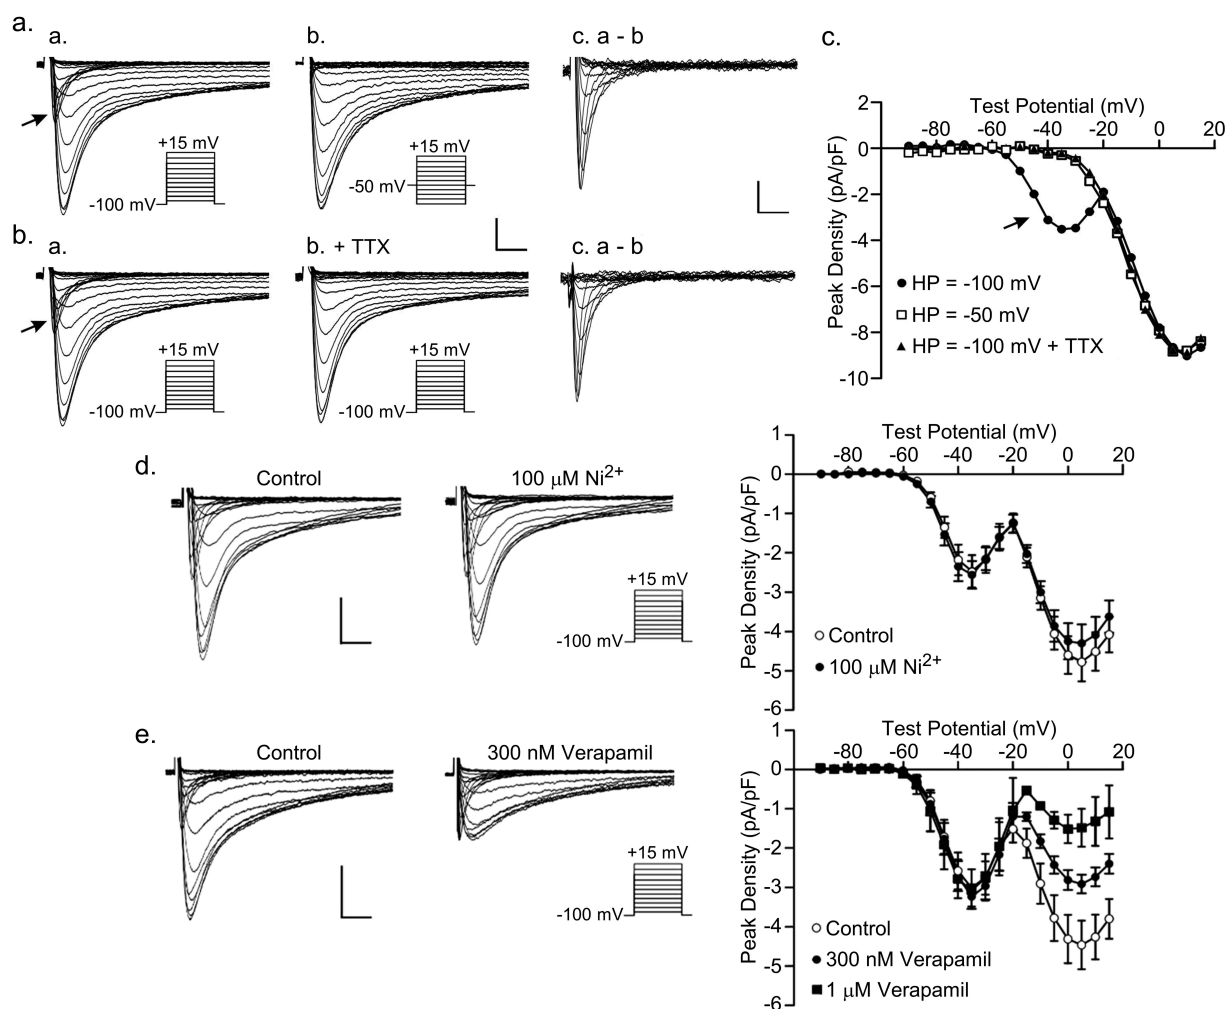 a.
a.
b.
c. a - b
+15 mV
-100 mV
+15 mV
-50 mV
b.
a.
b. + TTX
c. a - b
+15 mV
-100 mV
+15 mV
-100 mV
c.
Test Potential (mV)
-80 -60 -40 -20 0 20
Peak Density (pA/pF)
2
0
-2
-4
-6
-8
-10
HP = -100 mV
HP = -50 mV
HP = -100 mV + TTX
d.
Control
100 µM Ni2+
+15 mV
-100 mV
Test Potential (mV)
-80 -60 -40 -20 0 20
Peak Density (pA/pF)
1
0
-1
-2
-3
-4
-5
-6
Control
100 µM Ni2+
e.
Control
300 nM Verapamil
+15 mV
-100 mV
Test Potential (mV)
-80 -60 -40 -20 0 20
Peak Density (pA/pF)
1
0
-1
-2
-3
-4
-5
-6
Control
300 nM Verapamil
1 µM Verapamil